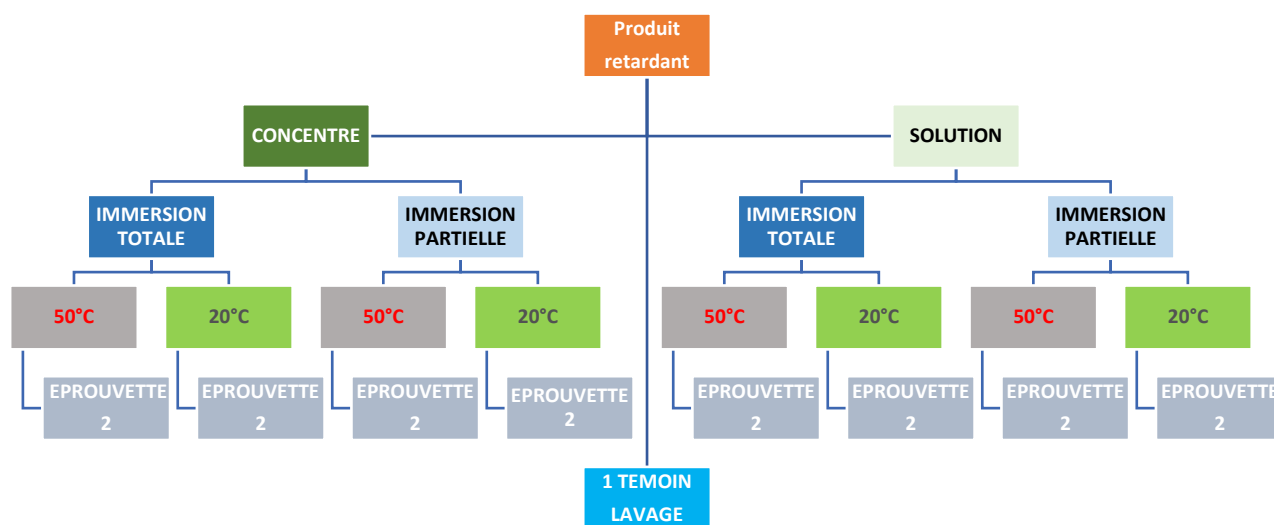 Produit
retardant
CONCENTRE
SOLUTION
IMMERSION
TOTALE
IMMERSION
PARTIELLE
IMMERSION
TOTALE
IMMERSION
PARTIELLE
50°C
20°C
50°C
20°C
50°C
20°C
50°C
20°C
EPROUVETTE
2
EPROUVETTE
2
EPROUVETTE
2
EPROUVETTE
2
EPROUVETTE
2
EPROUVETTE
2
EPROUVETTE
2
EPROUVETTE
2
1 TEMOIN
LAVAGE